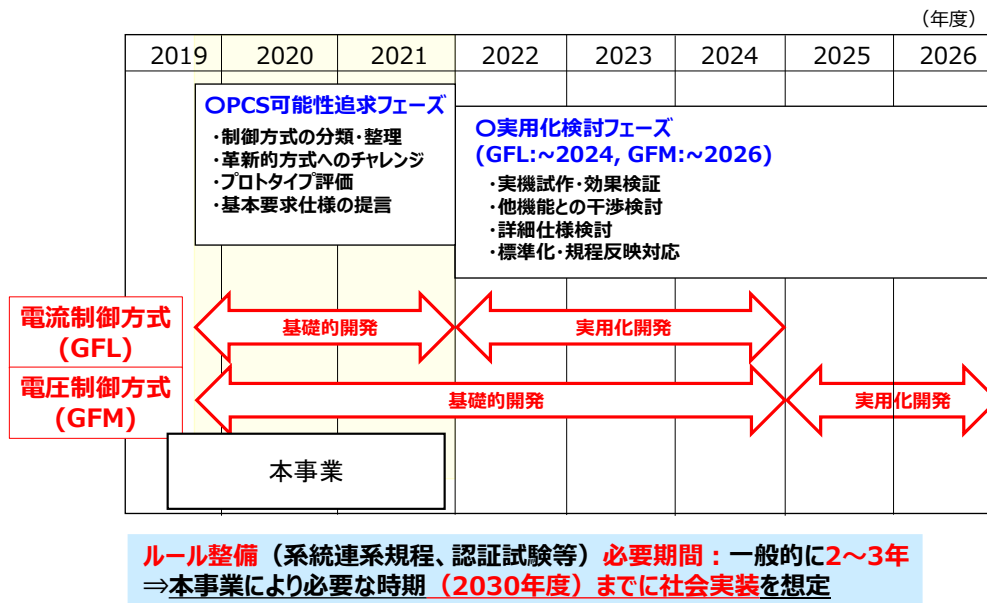 （年度）
2019 2020 2021 2022 2023 2024 2025 2026
〇PCS可能性追求フェーズ
・制御方式の分類・整理
・革新的方式へのチャレンジ
・プロトタイプ評価
・基本要求仕様の提言
〇実用化検討フェーズ
(GFL:~2024, GFM:~2026)
・実機試作・効果検証
・他機能との干渉検討
・詳細仕様検討
・標準化・規程反映対応
電流制御方式
(GFL)
基礎的開発 実用化開発
電圧制御方式
(GFM)
基礎的開発 実用化開発
本事業
ルール整備（系統連系規程、認証試験等）必要期間：一般的に2～3年
⇒本事業により必要な時期（2030年度）までに社会実装を想定